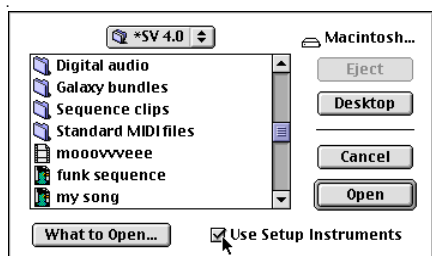 *SV 4.0
Macintosh...
Digital audio
Galaxy bundles
Sequence clips
Standard MIDI files
mooovvveee
funk sequence
my song
Eject
Desktop
Cancel
Open
What to Open...
Use Setup Instruments